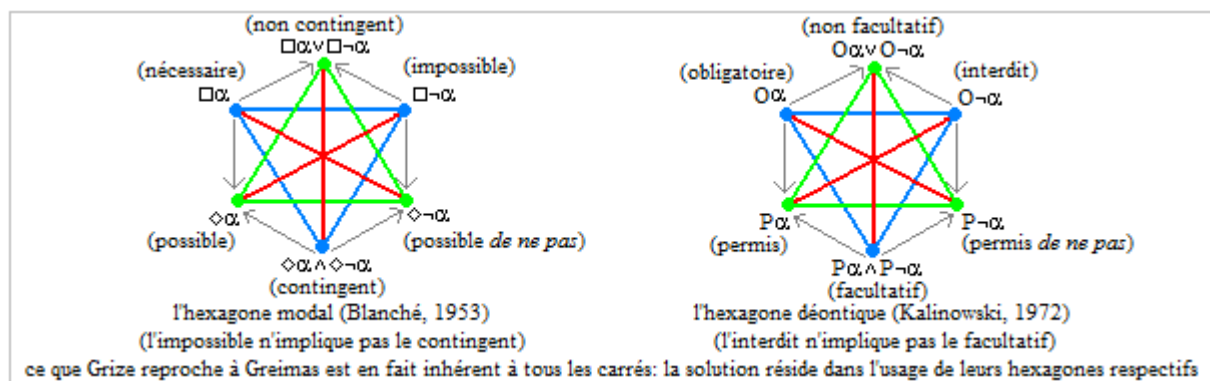 (non contingent)
□α∨□¬α
(nécessaire)
(impossible)
□α
□¬α
◇α
◇¬α
(possible)
(possible de ne pas)
◇α∧◇¬α
(contingent)
l'hexagone modal (Blanché, 1953)
(l'impossible n'implique pas le contingent)
(non facultatif)
Oα∨O¬α
(obligatoire)
(interdit)
Oα
O¬α
Pα
P¬α
(permis)
(permis de ne pas)
Pα∧P¬α
(facultatif)
l'hexagone déontique (Kalinowski, 1972)
(l'interdit n'implique pas le facultatif)
ce que Grize reproche à Greimas est en fait inhérent à tous les carrés: la solution réside dans l'usage de leurs hexagones respectifs